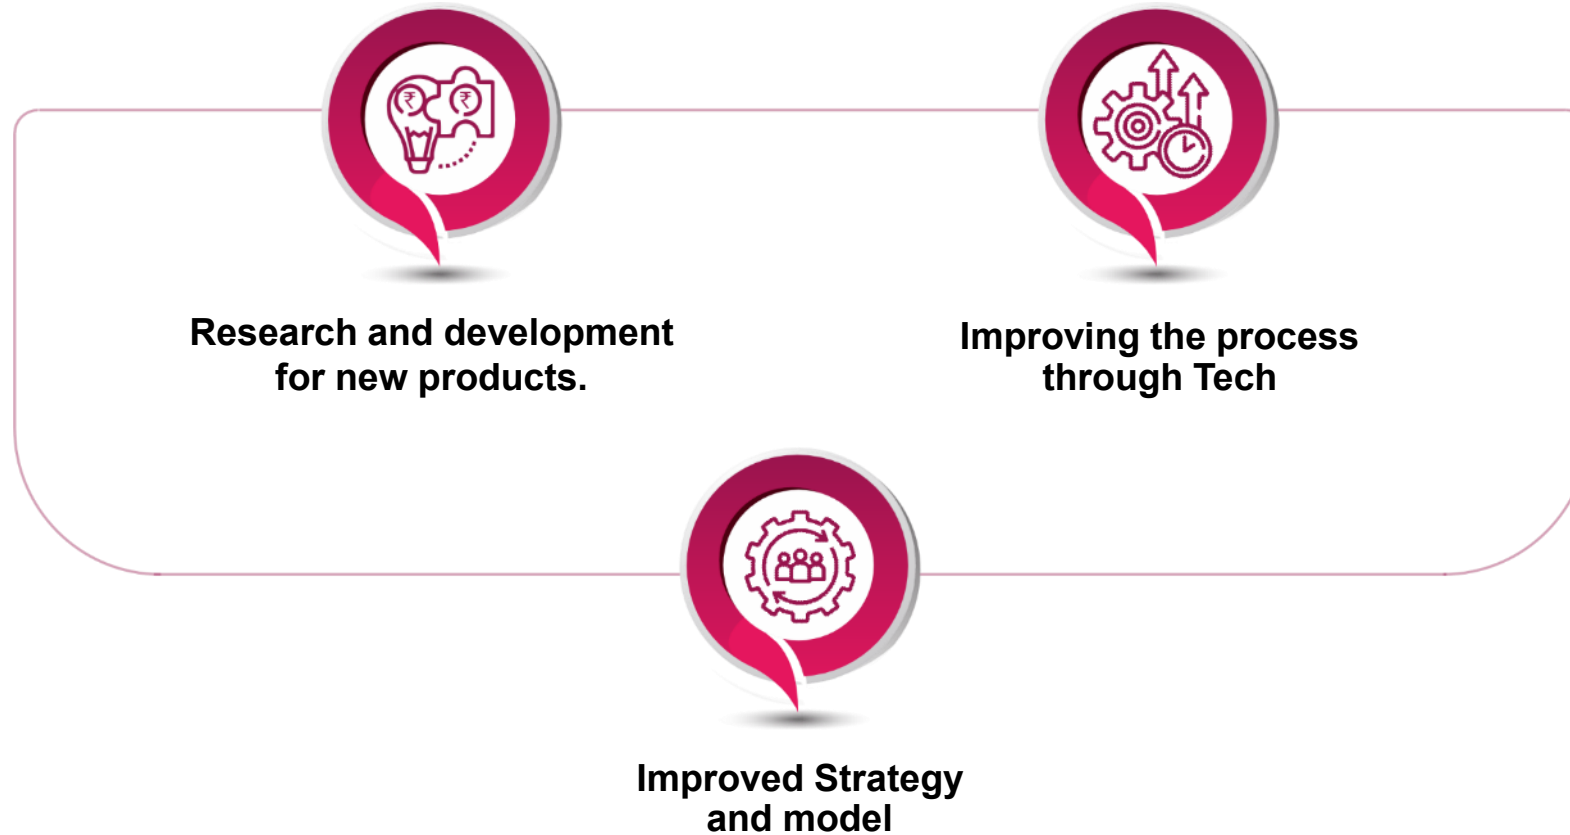 ₹ ₹
Research and development
for new products.
Improving the process
through Tech
Improved Strategy
and model